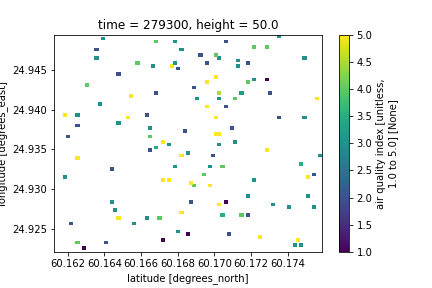 time = 279300, height = 50.0
5.0
4.5
4.0
3.5
3.0
2.5
2.0
1.5
1.0
air quality index [unitless,
1.0 to 5.0] [None]
24.945
24.940
24.935
24.930
24.925
longitude [degrees_east]
60.162 60.164 60.166 60.168 60.170 60.172 60.174
latitude [degrees_north]